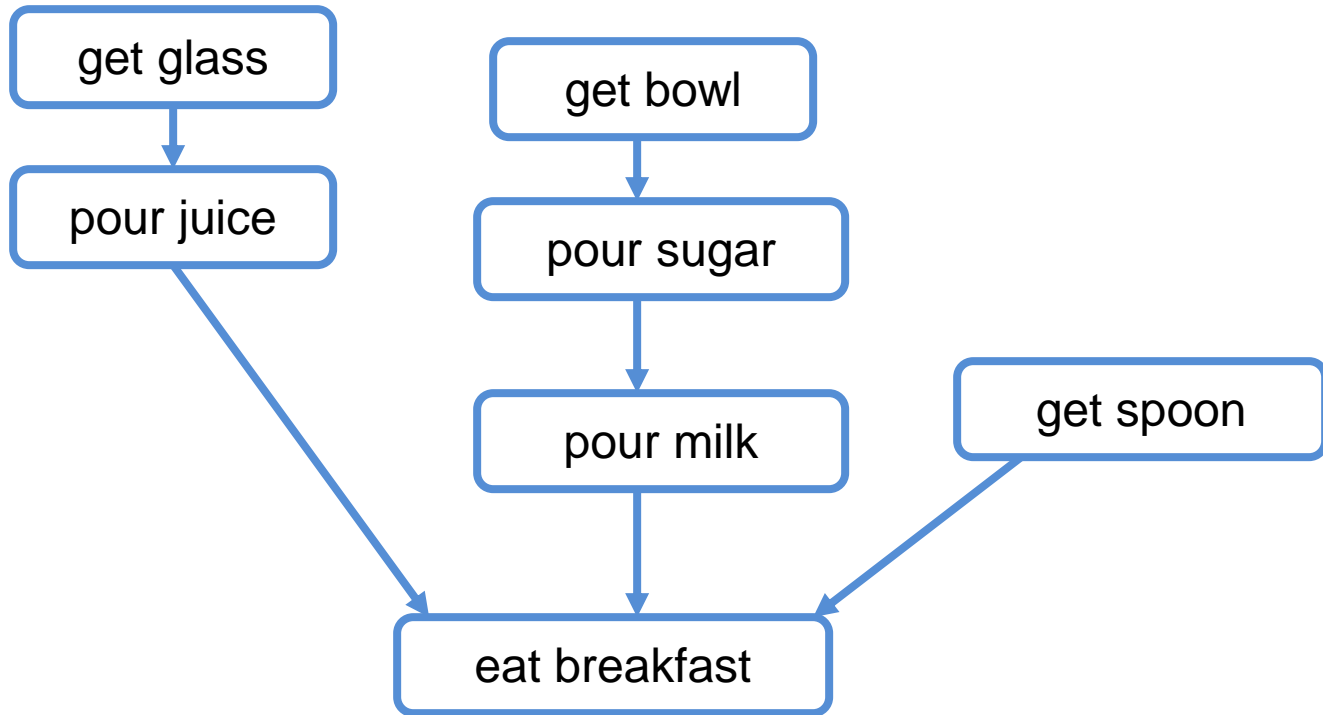 get glass
get bowl
pour juice
pour sugar
get spoon
pour milk
eat breakfast